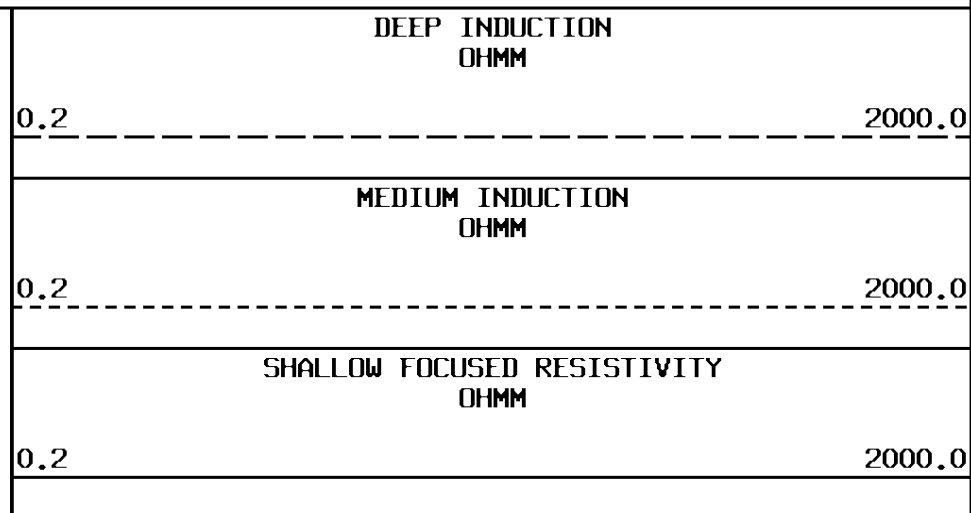 DEEP INDUCTION
OHMM
0.2 2000.0
MEDIUM INDUCTION
OHMM
0.2 2000.0
SHALLOW FOCUSED RESISTIVITY
OHMM
0.2 2000.0